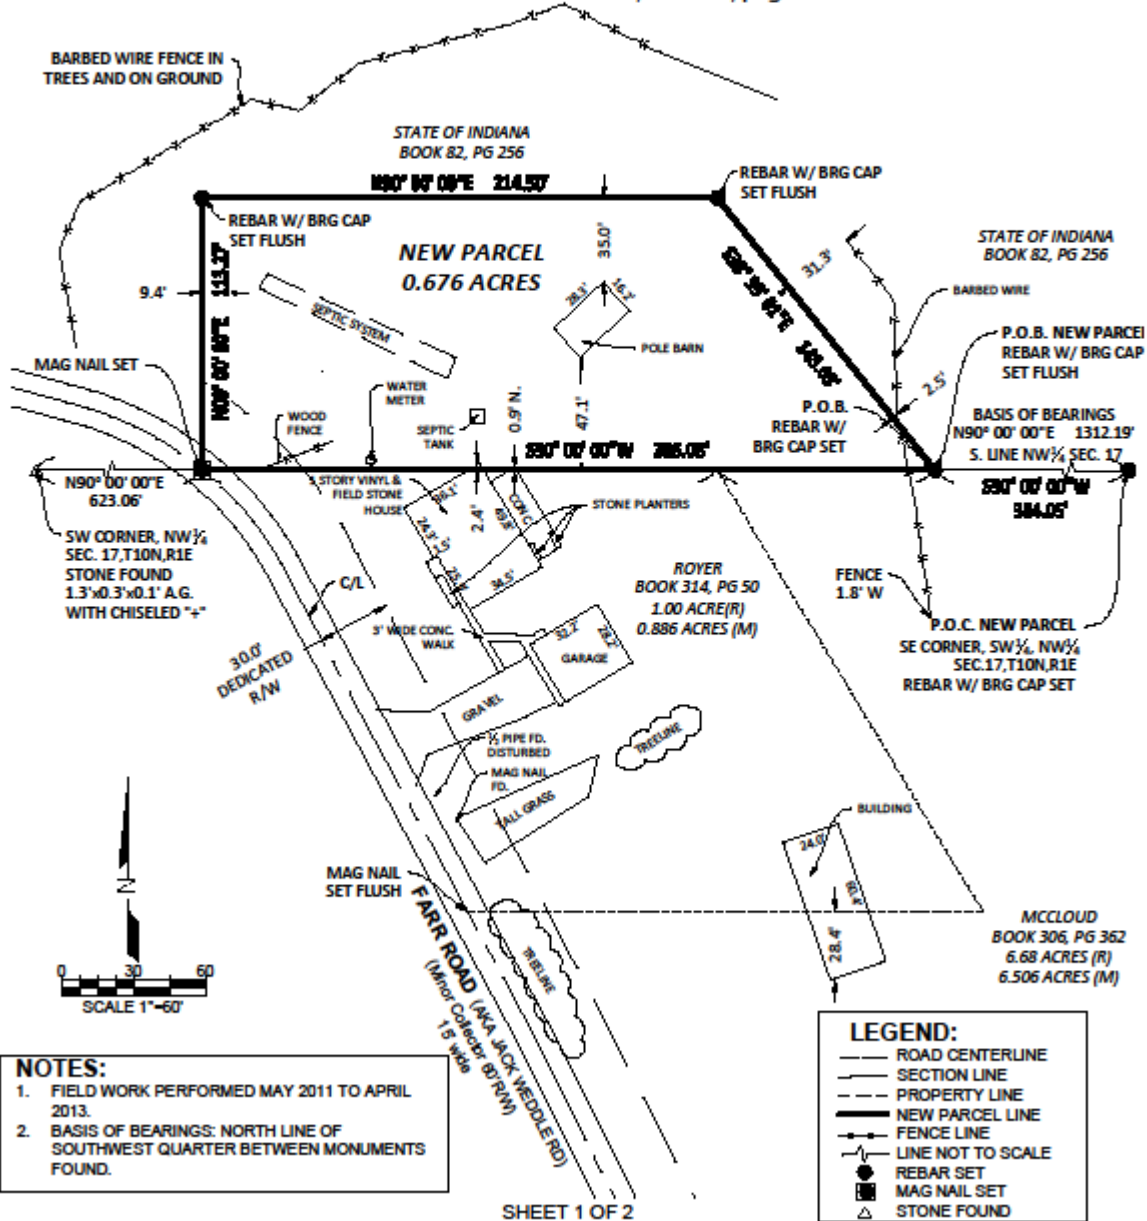 BARBED WIRE FENCE IN
TREES AND ON GROUND
STATE OF INDIANA
BOOK 82, PG 256
214.50'
REBAR W/ BRG CAP
SET FLUSH
REBAR W/ BRG CAP
SET FLUSH
NEW PARCEL
0.676 ACRES
35.0'
31.3'
STATE OF INDIANA
BOOK 82, PG 256
9.4'
SEPTIC SYSTEM
28.3'
16.2'
BARBED WIRE
POLE BARN
P.O.B. NEW PARCEL
REBAR W/ BRG CAP
SET FLUSH
MAG NAIL SET
WATER
METER
WOOD
FENCE
SEPTIC
TANK
0.9' N.
47.1'
2.5'
P.O.B.
REBAR W/
BRG CAP SET
BASIS OF BEARINGS
N90° 00' 00"E 1312.19'
S. LINE NW¼ SEC. 17
S90° 00' 00"W
S90° 00' 00"W
N90° 00' 00"E
623.06'
STORY VINYL &
FIELD STONE
HOUSE
2.4'
24.3'
34.5'
STONE PLANTERS
SW CORNER, NW¼
SEC. 17,T10N,R1E
STONE FOUND
1.3'x0.3'x0.1' A.G.
WITH CHISELED "+"
C/L
ROYER
BOOK 314, PG 50
1.00 ACRE(R)
0.886 ACRES (M)
FENCE
1.8' W
P.O.C. NEW PARCEL
SE CORNER, SW¼, NW¼
SEC.17,T10N,R1E
REBAR W/ BRG CAP SET
3' WIDE CONC.
WALK
32.2'
28.2'
GARAGE
30.0'
DEDICATED
R/W
GRAVEL
PIPE FD.
DISTURBED
MAG NAIL
FD.
TREELINE
TALL GRASS
BUILDING
24.0'
60.4'
28.4'
MAG NAIL
SET FLUSH
FARR ROAD (AKA JACK WEDDLE RD)
(Minor Collector 60'R/W)
15' wide
TREELINE
MCCLOUD
BOOK 306, PG 362
6.68 ACRES (R)
6.506 ACRES (M)
N
0 30 60
SCALE 1"=60'
NOTES:
1. FIELD WORK PERFORMED MAY 2011 TO APRIL
2013.
2. BASIS OF BEARINGS: NORTH LINE OF
SOUTHWEST QUARTER BETWEEN MONUMENTS
FOUND.
LEGEND:
ROAD CENTERLINE
SECTION LINE
PROPERTY LINE
NEW PARCEL LINE
FENCE LINE
LINE NOT TO SCALE
REBAR SET
MAG NAIL SET
STONE FOUND
SHEET 1 OF 2